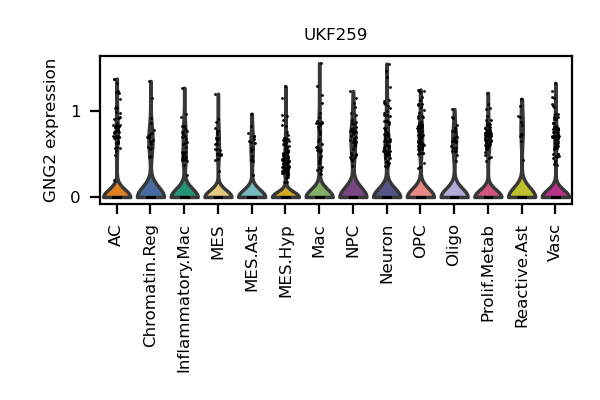 UKF259
GNG2 expression
1
0
AC
Chromatin.Reg
Inflammatory.Mac
MES
MES.Ast
MES.Hyp
Mac
NPC
Neuron
OPC
Oligo
Prolif.Metab
Reactive.Ast
Vasc